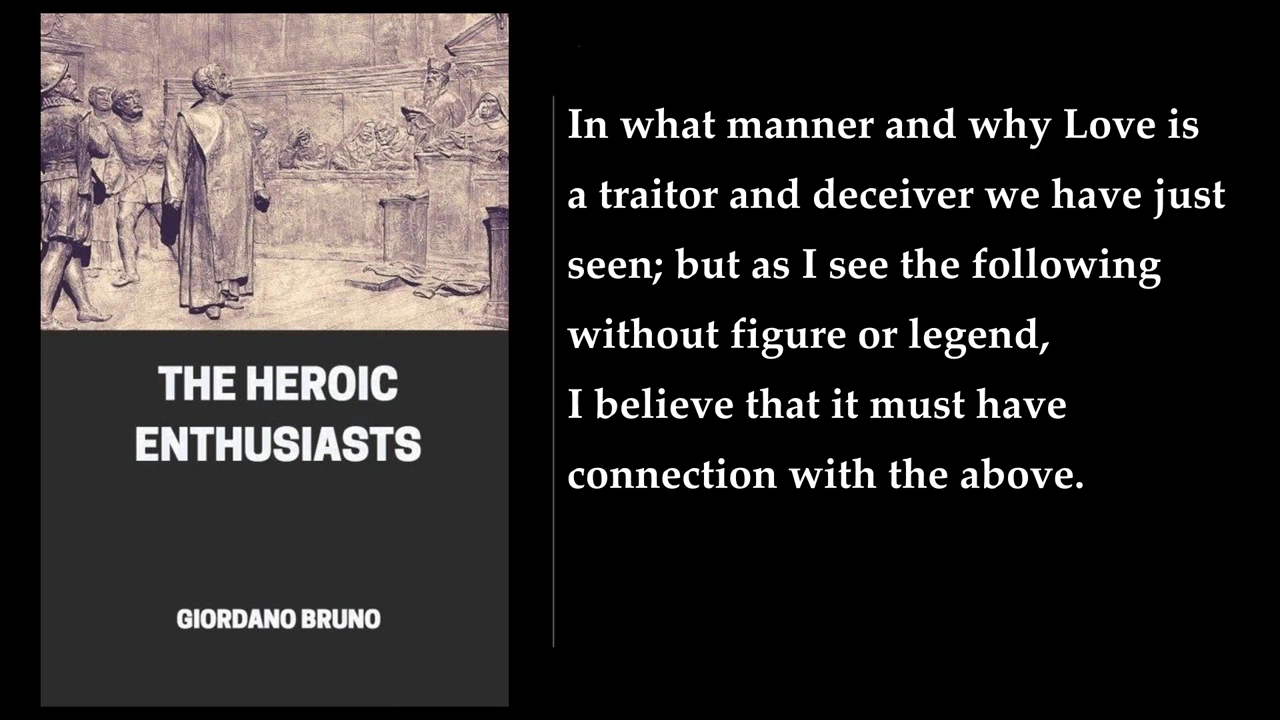 THE HEROIC
ENTHUSIASTS
GIORDANO BRUNO
In what manner and why Love is
a traitor and deceiver we have just
seen; but as I see the following
without figure or legend,
I believe that it must have
connection with the above.